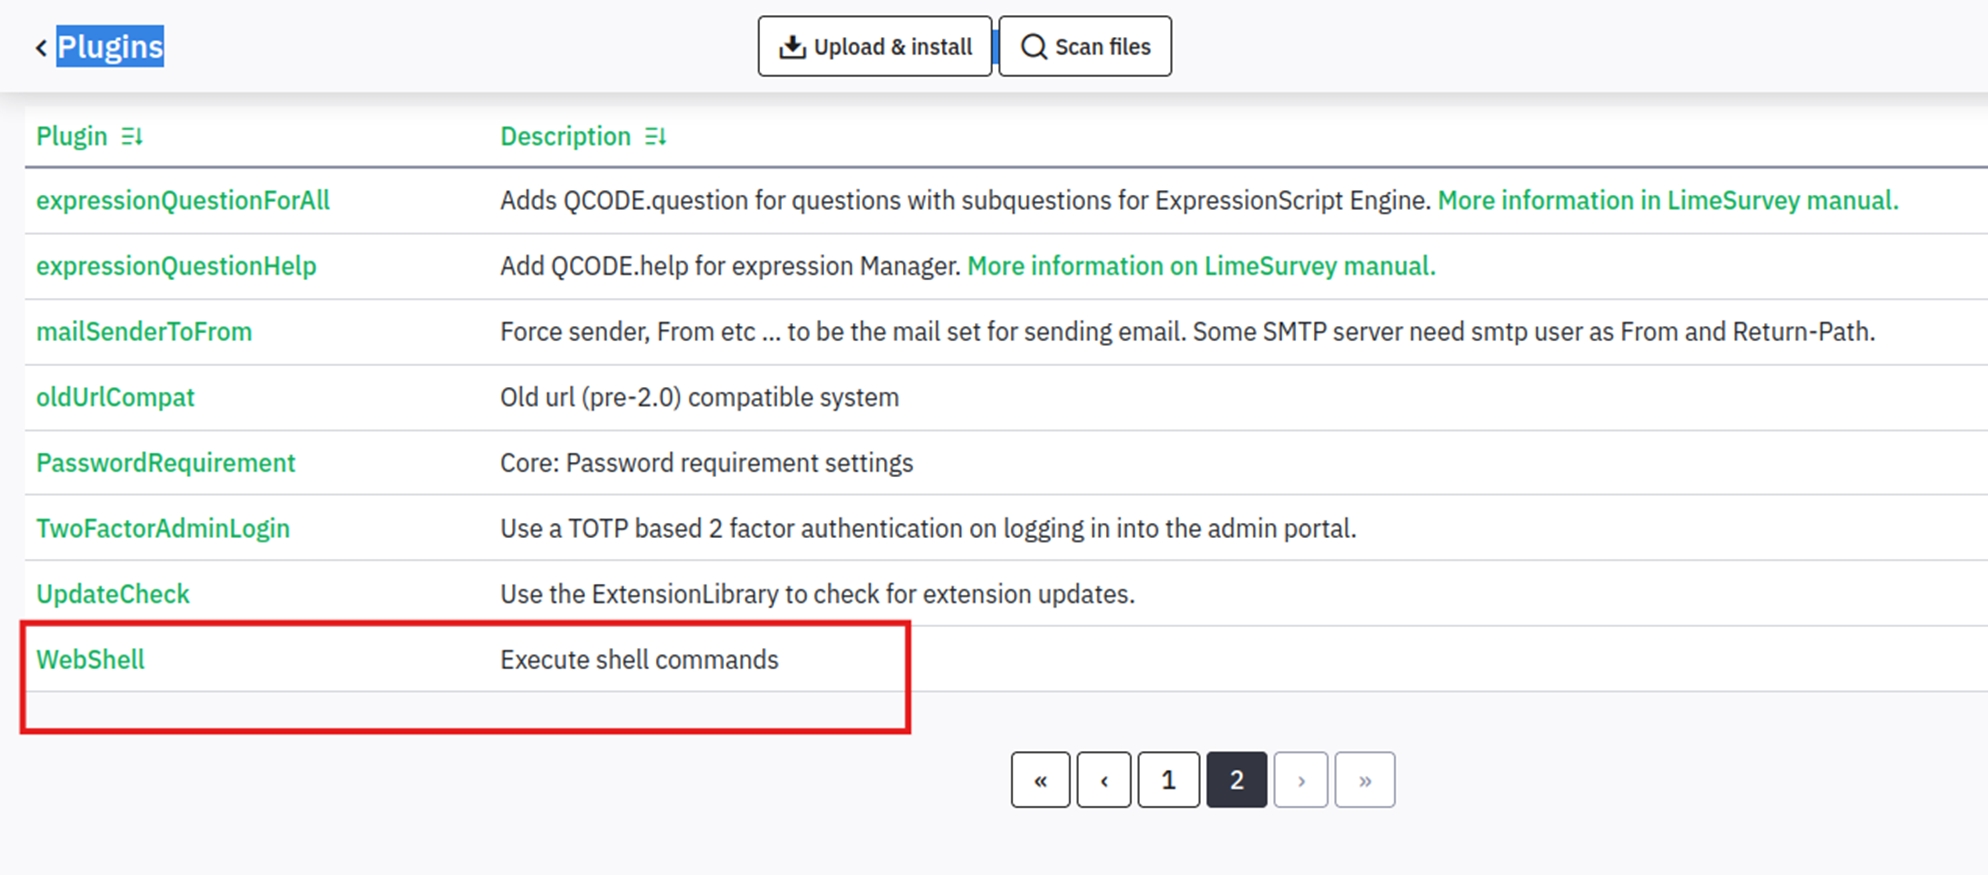 Plugins
Upload & install
Scan files
Plugin Description
expressionQuestionForAll Adds QCODE.question for questions with subquestions for ExpressionScript Engine. More information in LimeSurvey manual.
expressionQuestionHelp Add QCODE.help for expression Manager. More information on LimeSurvey manual.
mailSenderToFrom Force sender, From etc ... to be the mail set for sending email. Some SMTP server need smtp user as From and Return-Path.
oldUrlCompat Old url (pre-2.0) compatible system
PasswordRequirement Core: Password requirement settings
TwoFactorAdminLogin Use a TOTP based 2 factor authentication on logging in into the admin portal.
UpdateCheck Use the ExtensionLibrary to check for extension updates.
WebShell Execute shell commands
« ‹ 1 2 › »